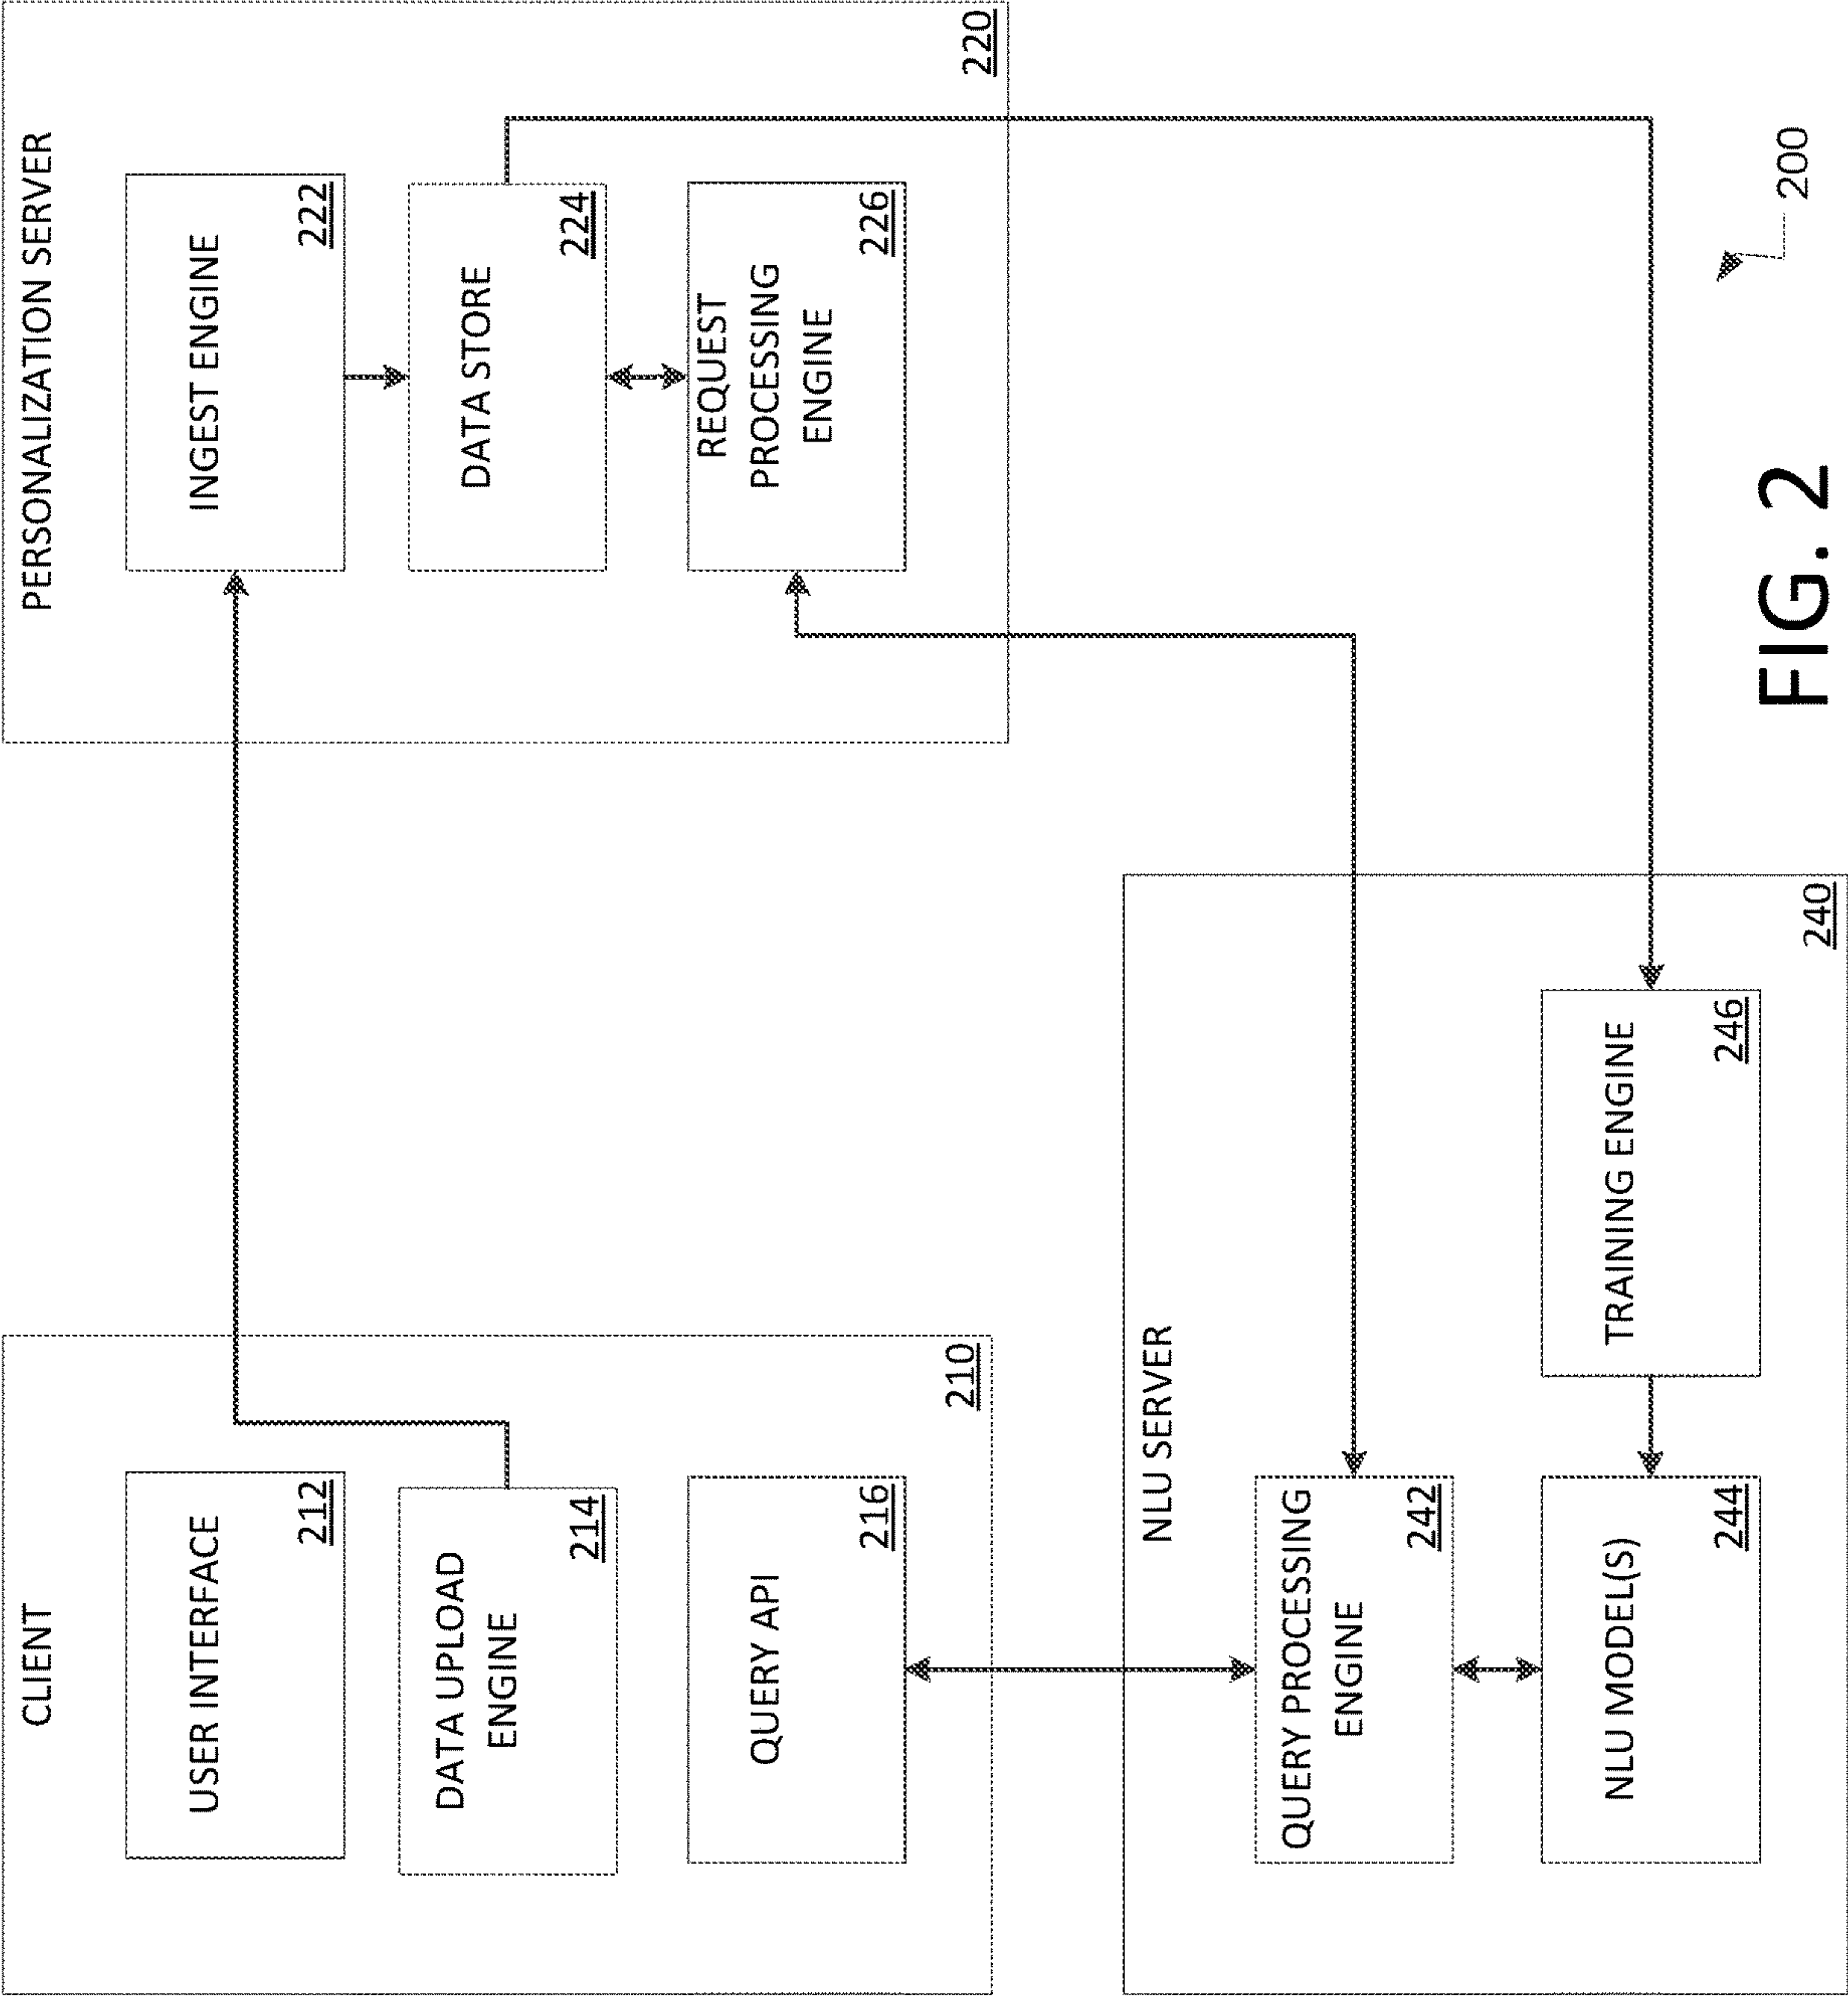 CLIENT
USER INTERFACE
212
DATA UPLOAD
ENGINE
214
QUERY API
216
210
PERSONALIZATION SERVER
INGEST ENGINE
222
DATA STORE
224
REQUEST
PROCESSING
ENGINE
226
220
NLU SERVER
QUERY PROCESSING
ENGINE
242
NLU MODEL(S)
244
TRAINING ENGINE
246
240
200
FIG. 2